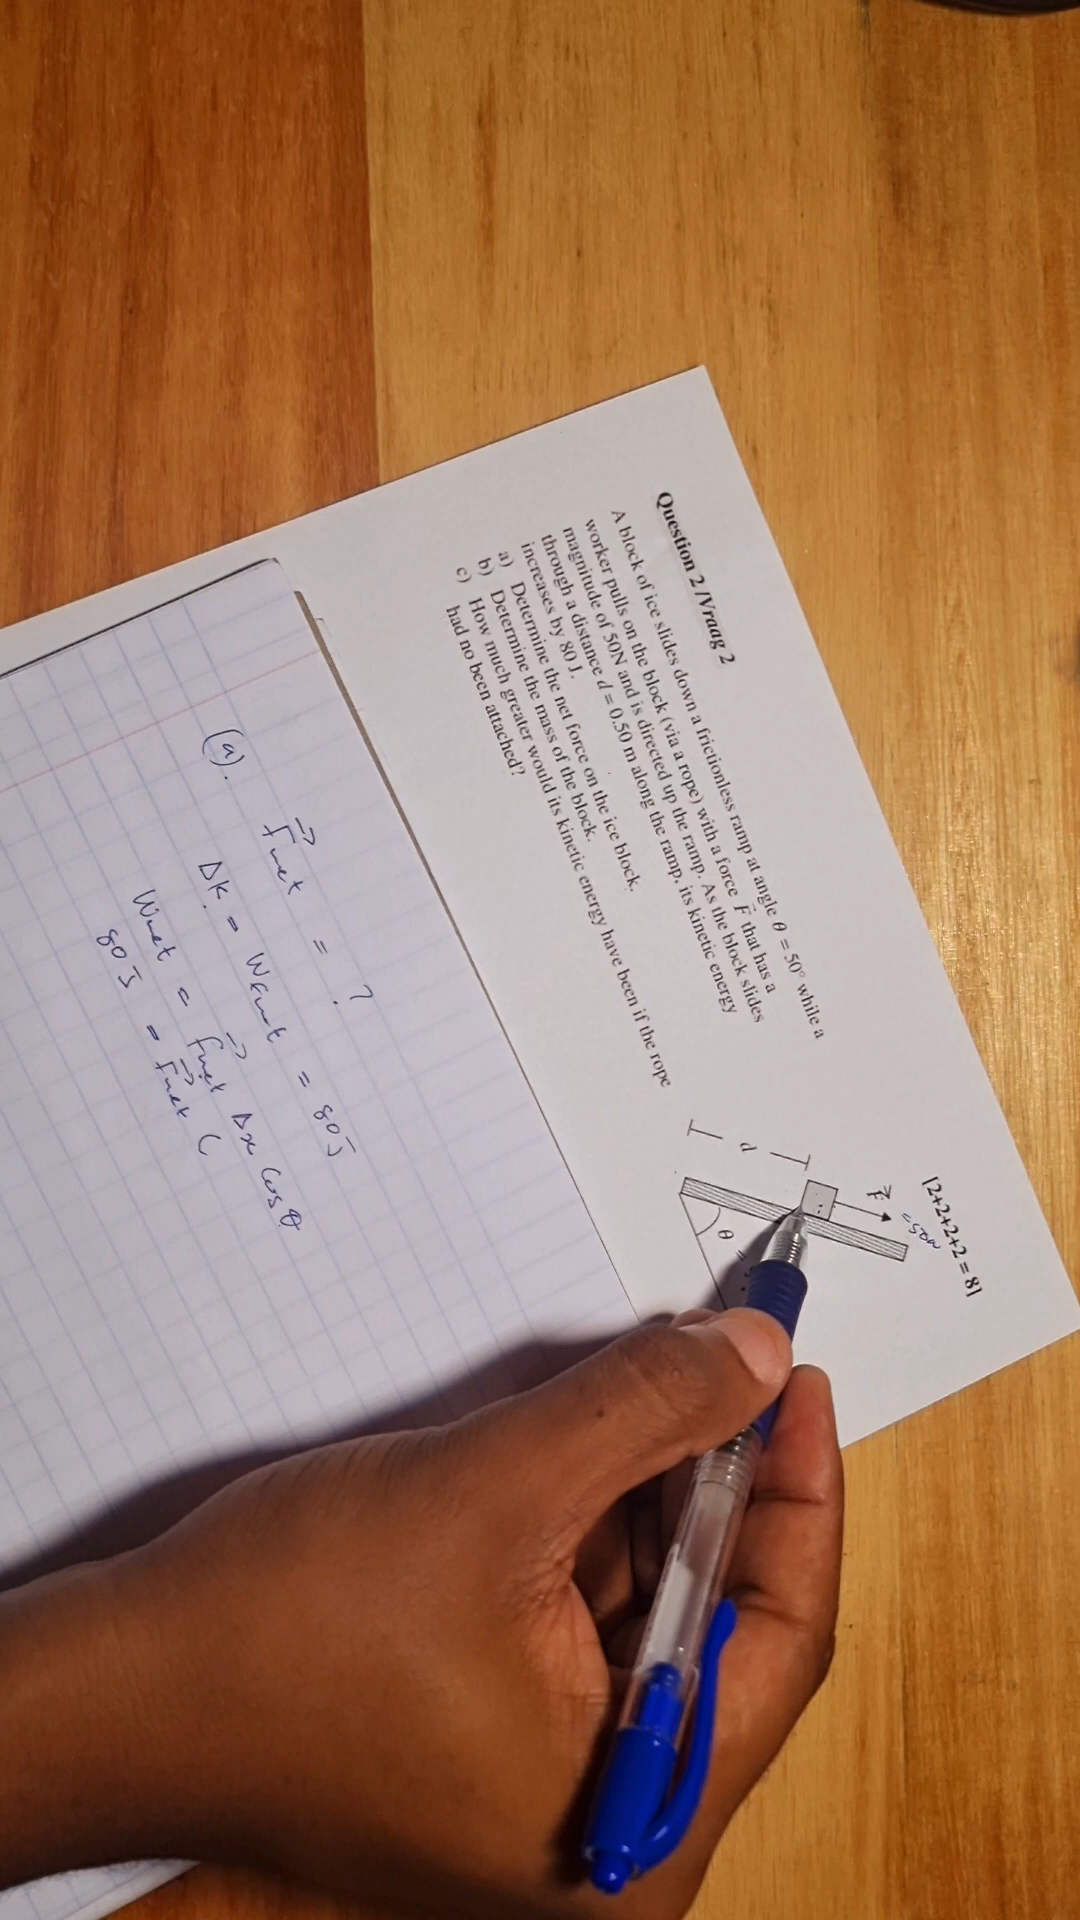 [2+2+2+2 = 8]
Question 2 /Vraag 2
A block of ice slides down a frictionless ramp at angle θ = 50° while a
worker pulls on the block (via a rope) with a force F⃗ that has a
magnitude of 50N and is directed up the ramp. As the block slides
through a distance d = 0.50 m along the ramp, its kinetic energy
increases by 80 J.
a) Determine the net force on the ice block.
b) Determine the mass of the block.
c) How much greater would its kinetic energy have been if the rope
had no been attached?
F⃗
=50N
d
θ =
(a). F⃗net = ?
ΔK = Wnet = 80J
Wnet = F⃗net Δx Cosθ
80J = F⃗net (